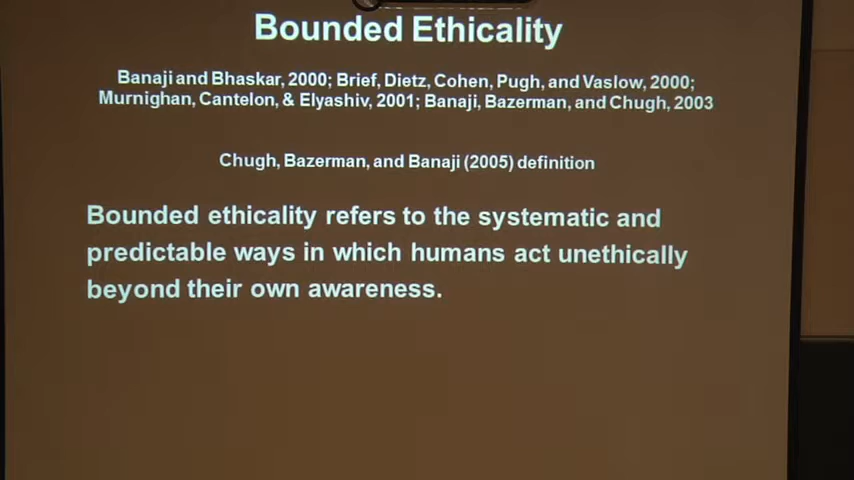 Bounded Ethicality
Banaji and Bhaskar, 2000; Brief, Dietz, Cohen, Pugh, and Vaslow, 2000;
Murnighan, Cantelon, & Elyashiv, 2001; Banaji, Bazerman, and Chugh, 2003
Chugh, Bazerman, and Banaji (2005) definition
Bounded ethicality refers to the systematic and
predictable ways in which humans act unethically
beyond their own awareness.